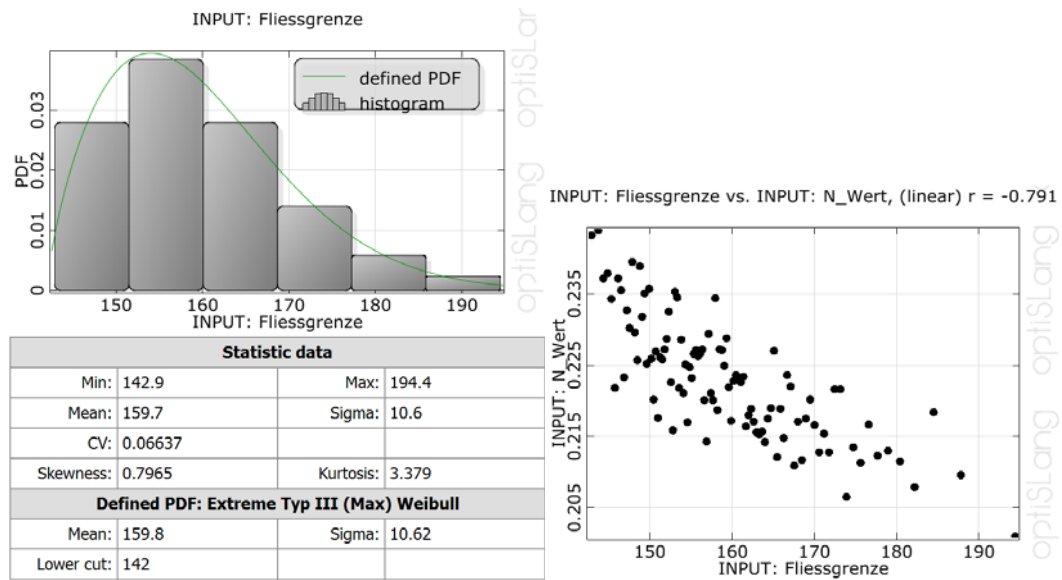 INPUT: Fliessgrenze
defined PDF
histogram
PDF
0.03
0.02
0.01
0
150 160 170 180 190
INPUT: Fliessgrenze
optiSLang optiSLar
Statistic data
Min: 142.9 Max: 194.4
Mean: 159.7 Sigma: 10.6
CV: 0.06637
Skewness: 0.7965 Kurtosis: 3.379
Defined PDF: Extreme Typ III (Max) Weibull
Mean: 159.8 Sigma: 10.62
Lower cut: 142
INPUT: Fliessgrenze vs. INPUT: N_Wert, (linear) r = -0.791
INPUT: N_Wert
0.235
0.225
0.215
0.205
150 160 170 180 190
INPUT: Fliessgrenze
optiSLang optiSLang